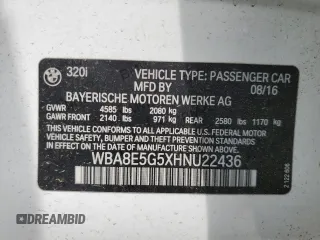 320i VEHICLE TYPE: PASSENGER CAR
MFD BY 08/16
BAYERISCHE MOTOREN WERKE AG
GVWR 4585 lbs 2080 kg
GAWR FRONT 2140 lbs 971 kg REAR 2580 lbs 1170 kg
THIS VEHICLE CONFORMS TO ALL APPLICABLE U.S. FEDERAL MOTOR
VEHICLE SAFETY, BUMPER, AND THEFT PREVENTION STANDARDS
IN EFFECT ON THE DATE OF MANUFACTURE SHOWN ABOVE.
WBA8E5G5XHNU22436
AUTOBIDMASTER
DREAMBID